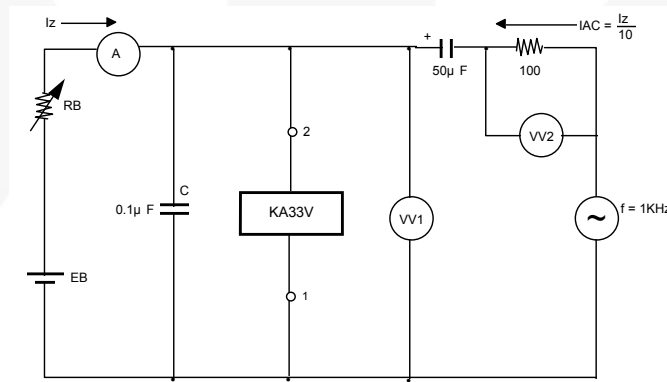 Iz
IAC = Iz/10
A
+
50µ F
100
RB
2
VV2
C
0.1µ F
KA33V
VV1
~
f = 1KHz
EB
1